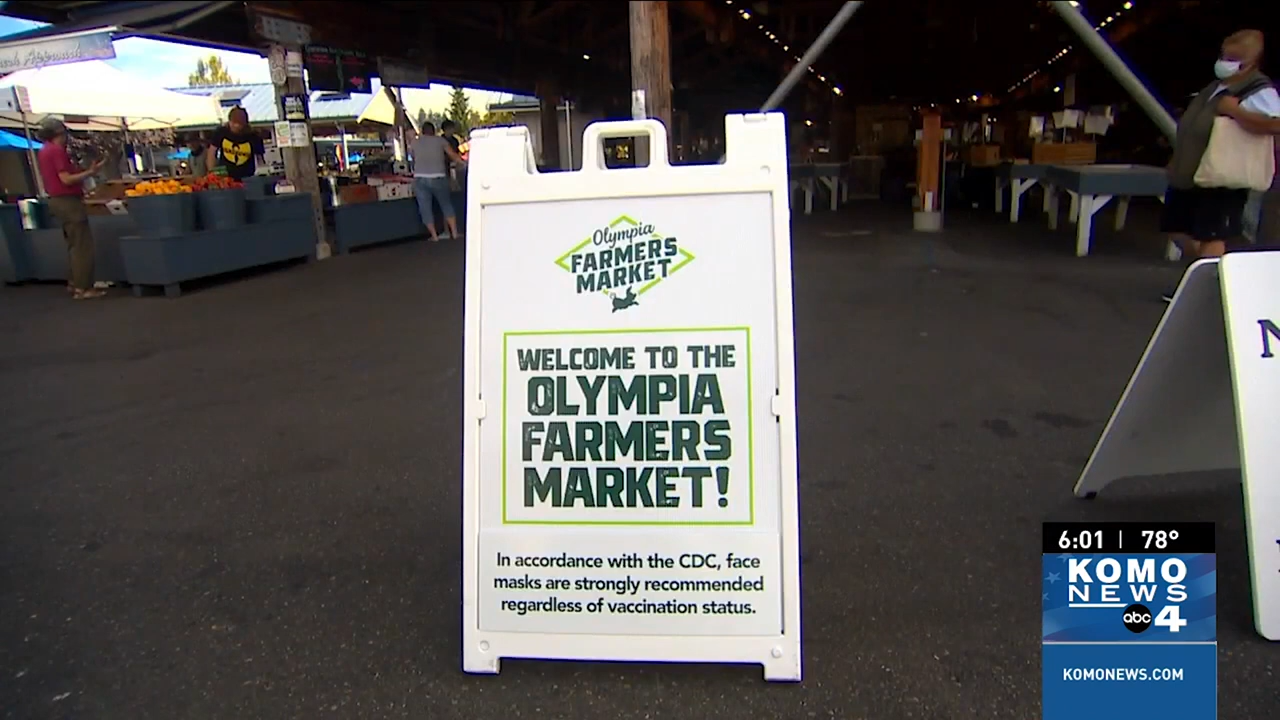 Olympia
FARMERS
MARKET
WELCOME TO THE
OLYMPIA
FARMERS
MARKET!
In accordance with the CDC, face
masks are strongly recommended
regardless of vaccination status.
N
6:01 | 78°
KOMO
NEWS
abc 4
KOMONEWS.COM